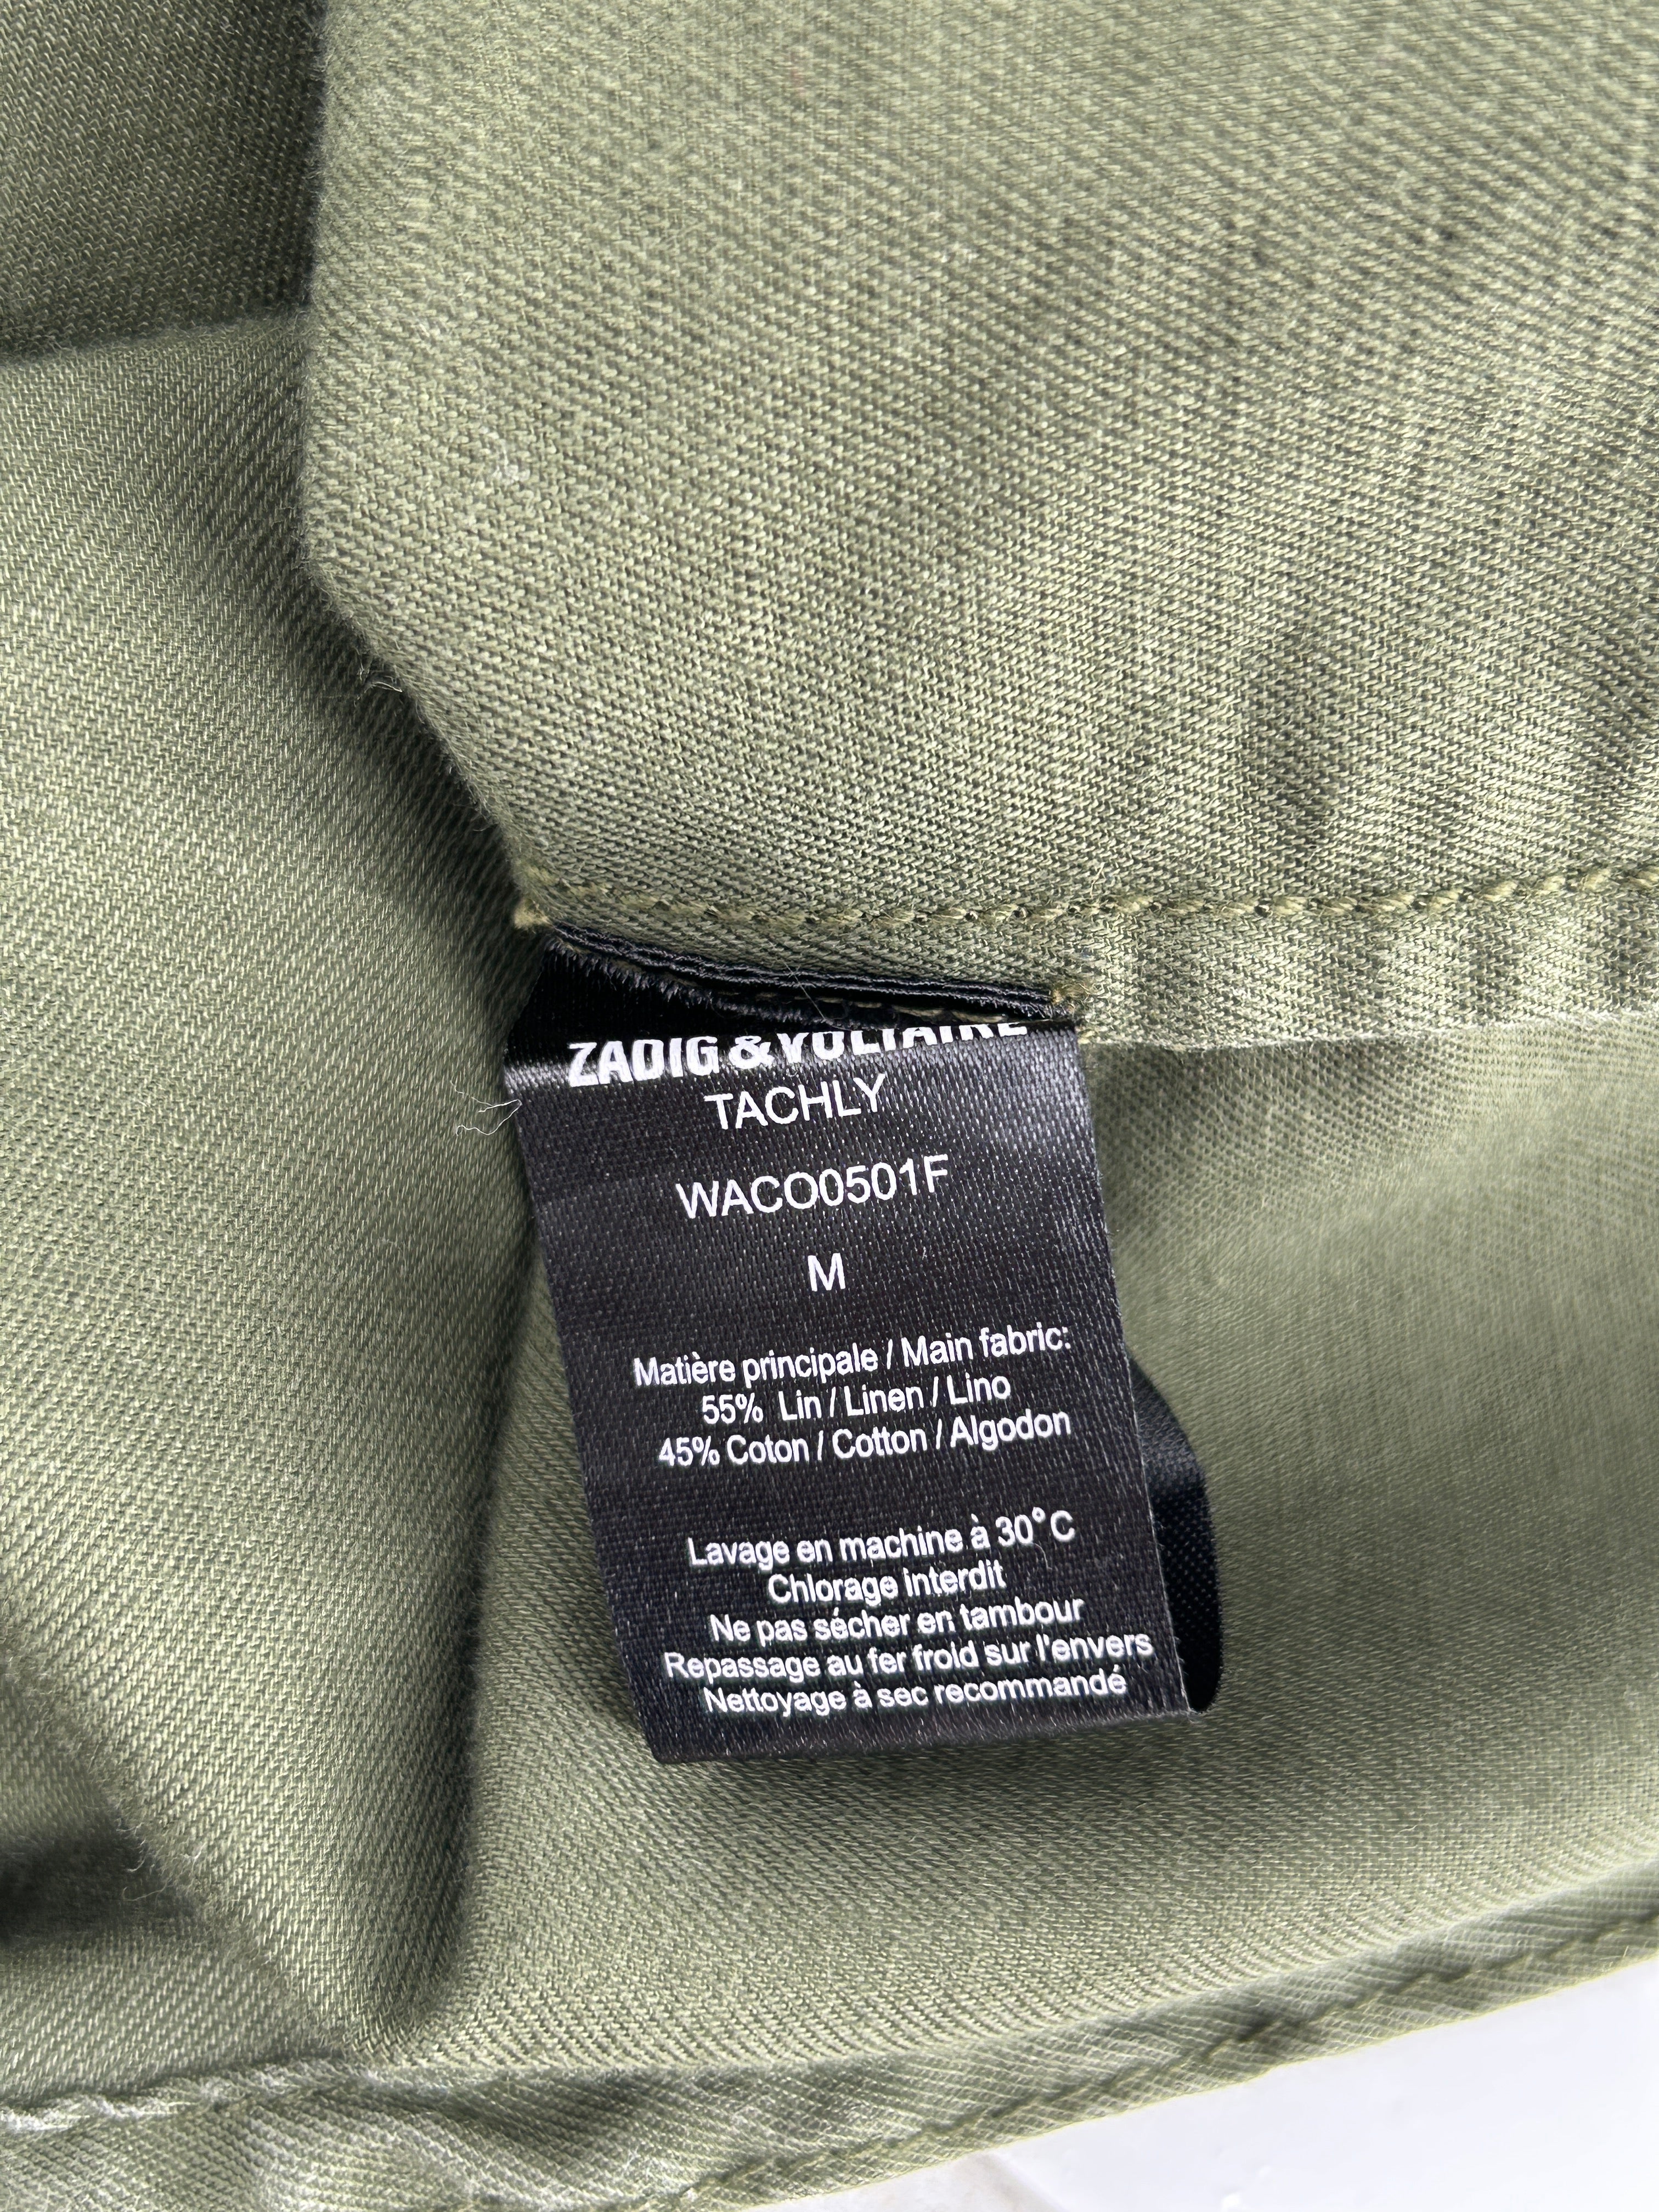 ZADIG & VOLTAIRE
TACHLY
WACO0501F
M
Matière principale / Main fabric:
55% Lin / Linen / Lino
45% Coton / Cotton / Algodon
Lavage en machine à 30°C
Chlorage interdit
Ne pas sécher en tambour
Repassage au fer froid sur l'envers
Nettoyage à sec recommandé